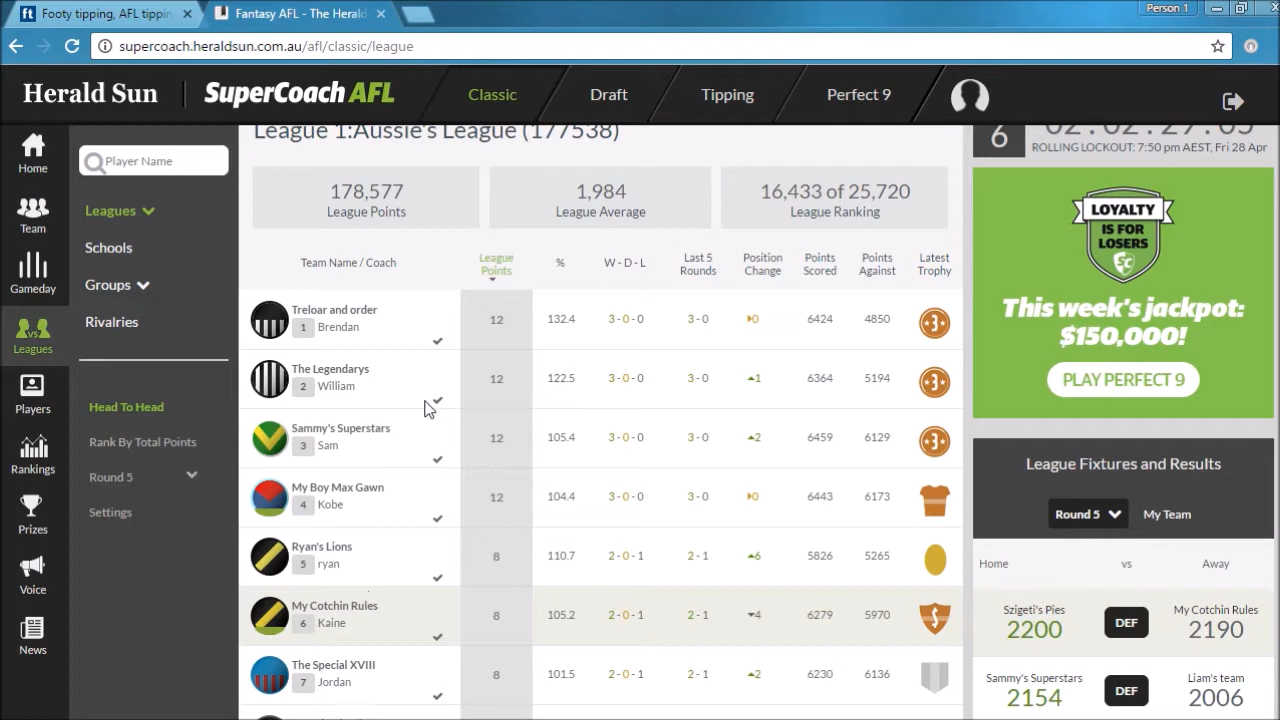 Footy tipping, AFL tippin
Fantasy AFL - The Herald
Person 1
supercoach.heraldsun.com.au/afl/classic/league
Herald Sun
SuperCoach AFL
Classic
Draft
Tipping
Perfect 9
Home
Team
Gameday
Leagues
Players
Rankings
Prizes
Voice
News
Player Name
Leagues
Schools
Groups
Rivalries
Head To Head
Rank By Total Points
Round 5
Settings
League 1:Aussie's League (177538)
178,577
League Points
1,984
League Average
16,433 of 25,720
League Ranking
Team Name / Coach League Points % W - D - L Last 5 Rounds Position Change Points Scored Points Against Latest Trophy
Treloar and order
1 Brendan 12 132.4 3 - 0 - 0 3 - 0 0 6424 4850 3
The Legendarys
2 William 12 122.5 3 - 0 - 0 3 - 0 1 6364 5194 3
Sammy's Superstars
3 Sam 12 105.4 3 - 0 - 0 3 - 0 2 6459 6129 3
My Boy Max Gawn
4 Kobe 12 104.4 3 - 0 - 0 3 - 0 0 6443 6173
Ryan's Lions
5 ryan 8 110.7 2 - 0 - 1 2 - 1 6 5826 5265
My Cotchin Rules
6 Kaine 8 105.2 2 - 0 - 1 2 - 1 4 6279 5970
The Special XVIII
7 Jordan 8 101.5 2 - 0 - 1 2 - 1 2 6230 6136
6
ROLLING LOCKOUT: 7:50 pm AEST, Fri 28 Apr
LOYALTY
IS FOR
LOSERS
SC
This week's jackpot:
$150,000!
PLAY PERFECT 9
League Fixtures and Results
Round 5
My Team
Home vs Away
Szigeti's Pies My Cotchin Rules
2200 DEF 2190
Sammy's Superstars Liam's team
2154 DEF 2006